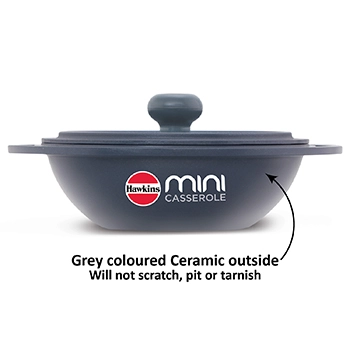 Hawkins
mini
CASSEROLE
Grey coloured Ceramic outside
Will not scratch, pit or tarnish